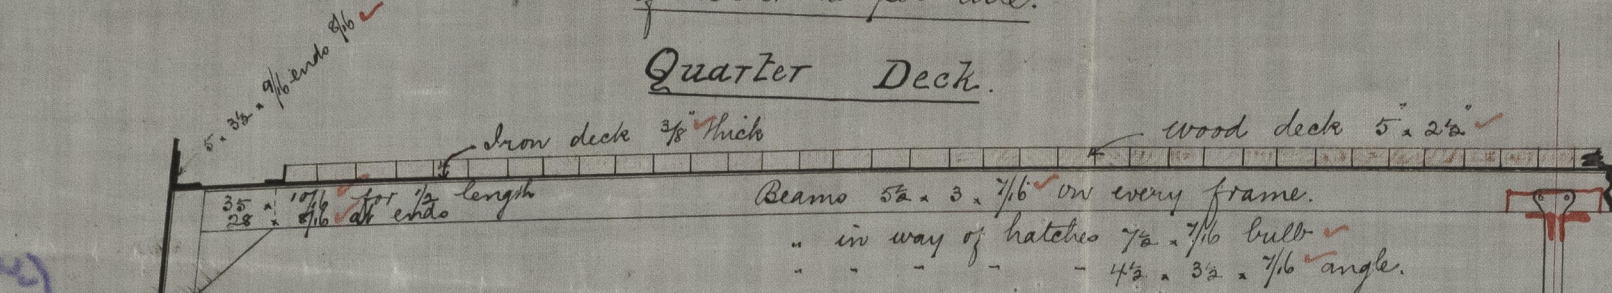 Quarter Deck.
5 × 3½ × 9/16 ends 8/16
Iron deck 3/8" thick
wood deck 5" × 2½"
35 × 10/16 for ½ length
28 × 8/16 at ends
Beams 5½ × 3 × 7/16 on every frame.
" in way of hatches 7½ × 7/16 bulb
" " " " " 4½ × 3½ × 7/16 angle.